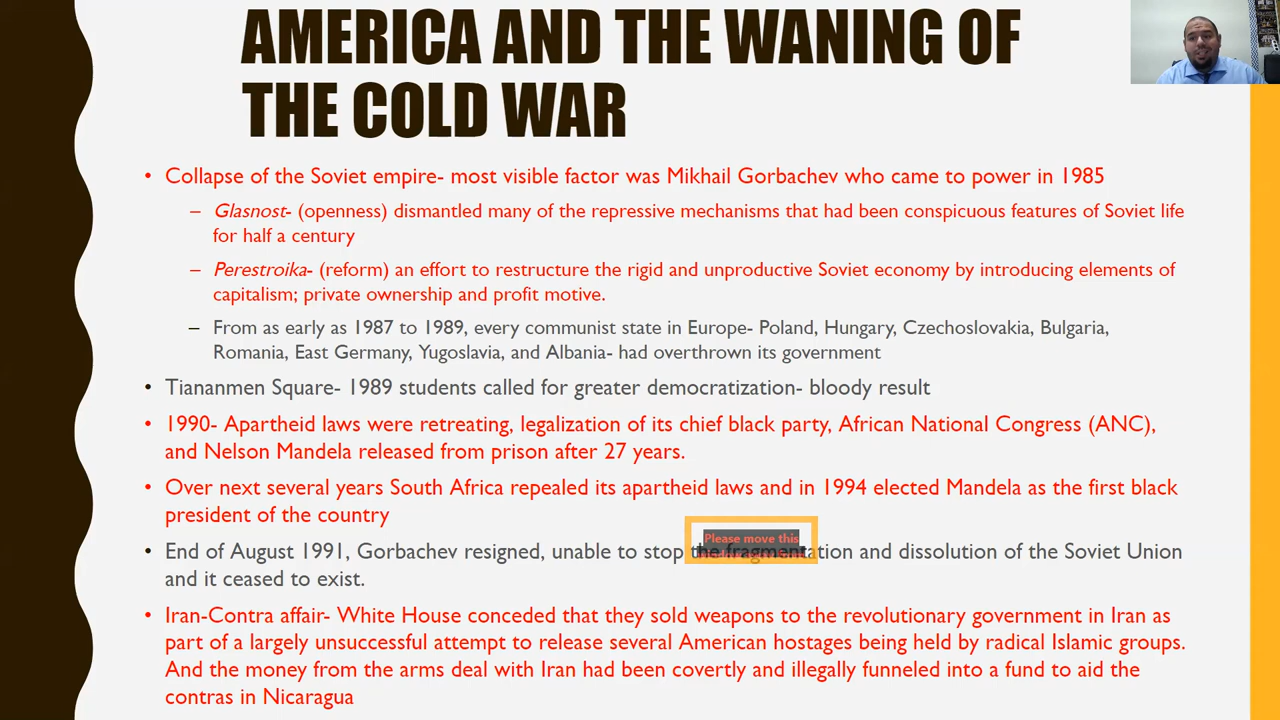 AMERICA AND THE WANING OF
THE COLD WAR
• Collapse of the Soviet empire- most visible factor was Mikhail Gorbachev who came to power in 1985
– Glasnost- (openness) dismantled many of the repressive mechanisms that had been conspicuous features of Soviet life
for half a century
– Perestroika- (reform) an effort to restructure the rigid and unproductive Soviet economy by introducing elements of
capitalism; private ownership and profit motive.
– From as early as 1987 to 1989, every communist state in Europe- Poland, Hungary, Czechoslovakia, Bulgaria,
Romania, East Germany, Yugoslavia, and Albania- had overthrown its government
• Tiananmen Square- 1989 students called for greater democratization- bloody result
• 1990- Apartheid laws were retreating, legalization of its chief black party, African National Congress (ANC),
and Nelson Mandela released from prison after 27 years.
• Over next several years South Africa repealed its apartheid laws and in 1994 elected Mandela as the first black
president of the country
Please move this
• End of August 1991, Gorbachev resigned, unable to stop the fragmentation and dissolution of the Soviet Union
and it ceased to exist.
• Iran-Contra affair- White House conceded that they sold weapons to the revolutionary government in Iran as
part of a largely unsuccessful attempt to release several American hostages being held by radical Islamic groups.
And the money from the arms deal with Iran had been covertly and illegally funneled into a fund to aid the
contras in Nicaragua